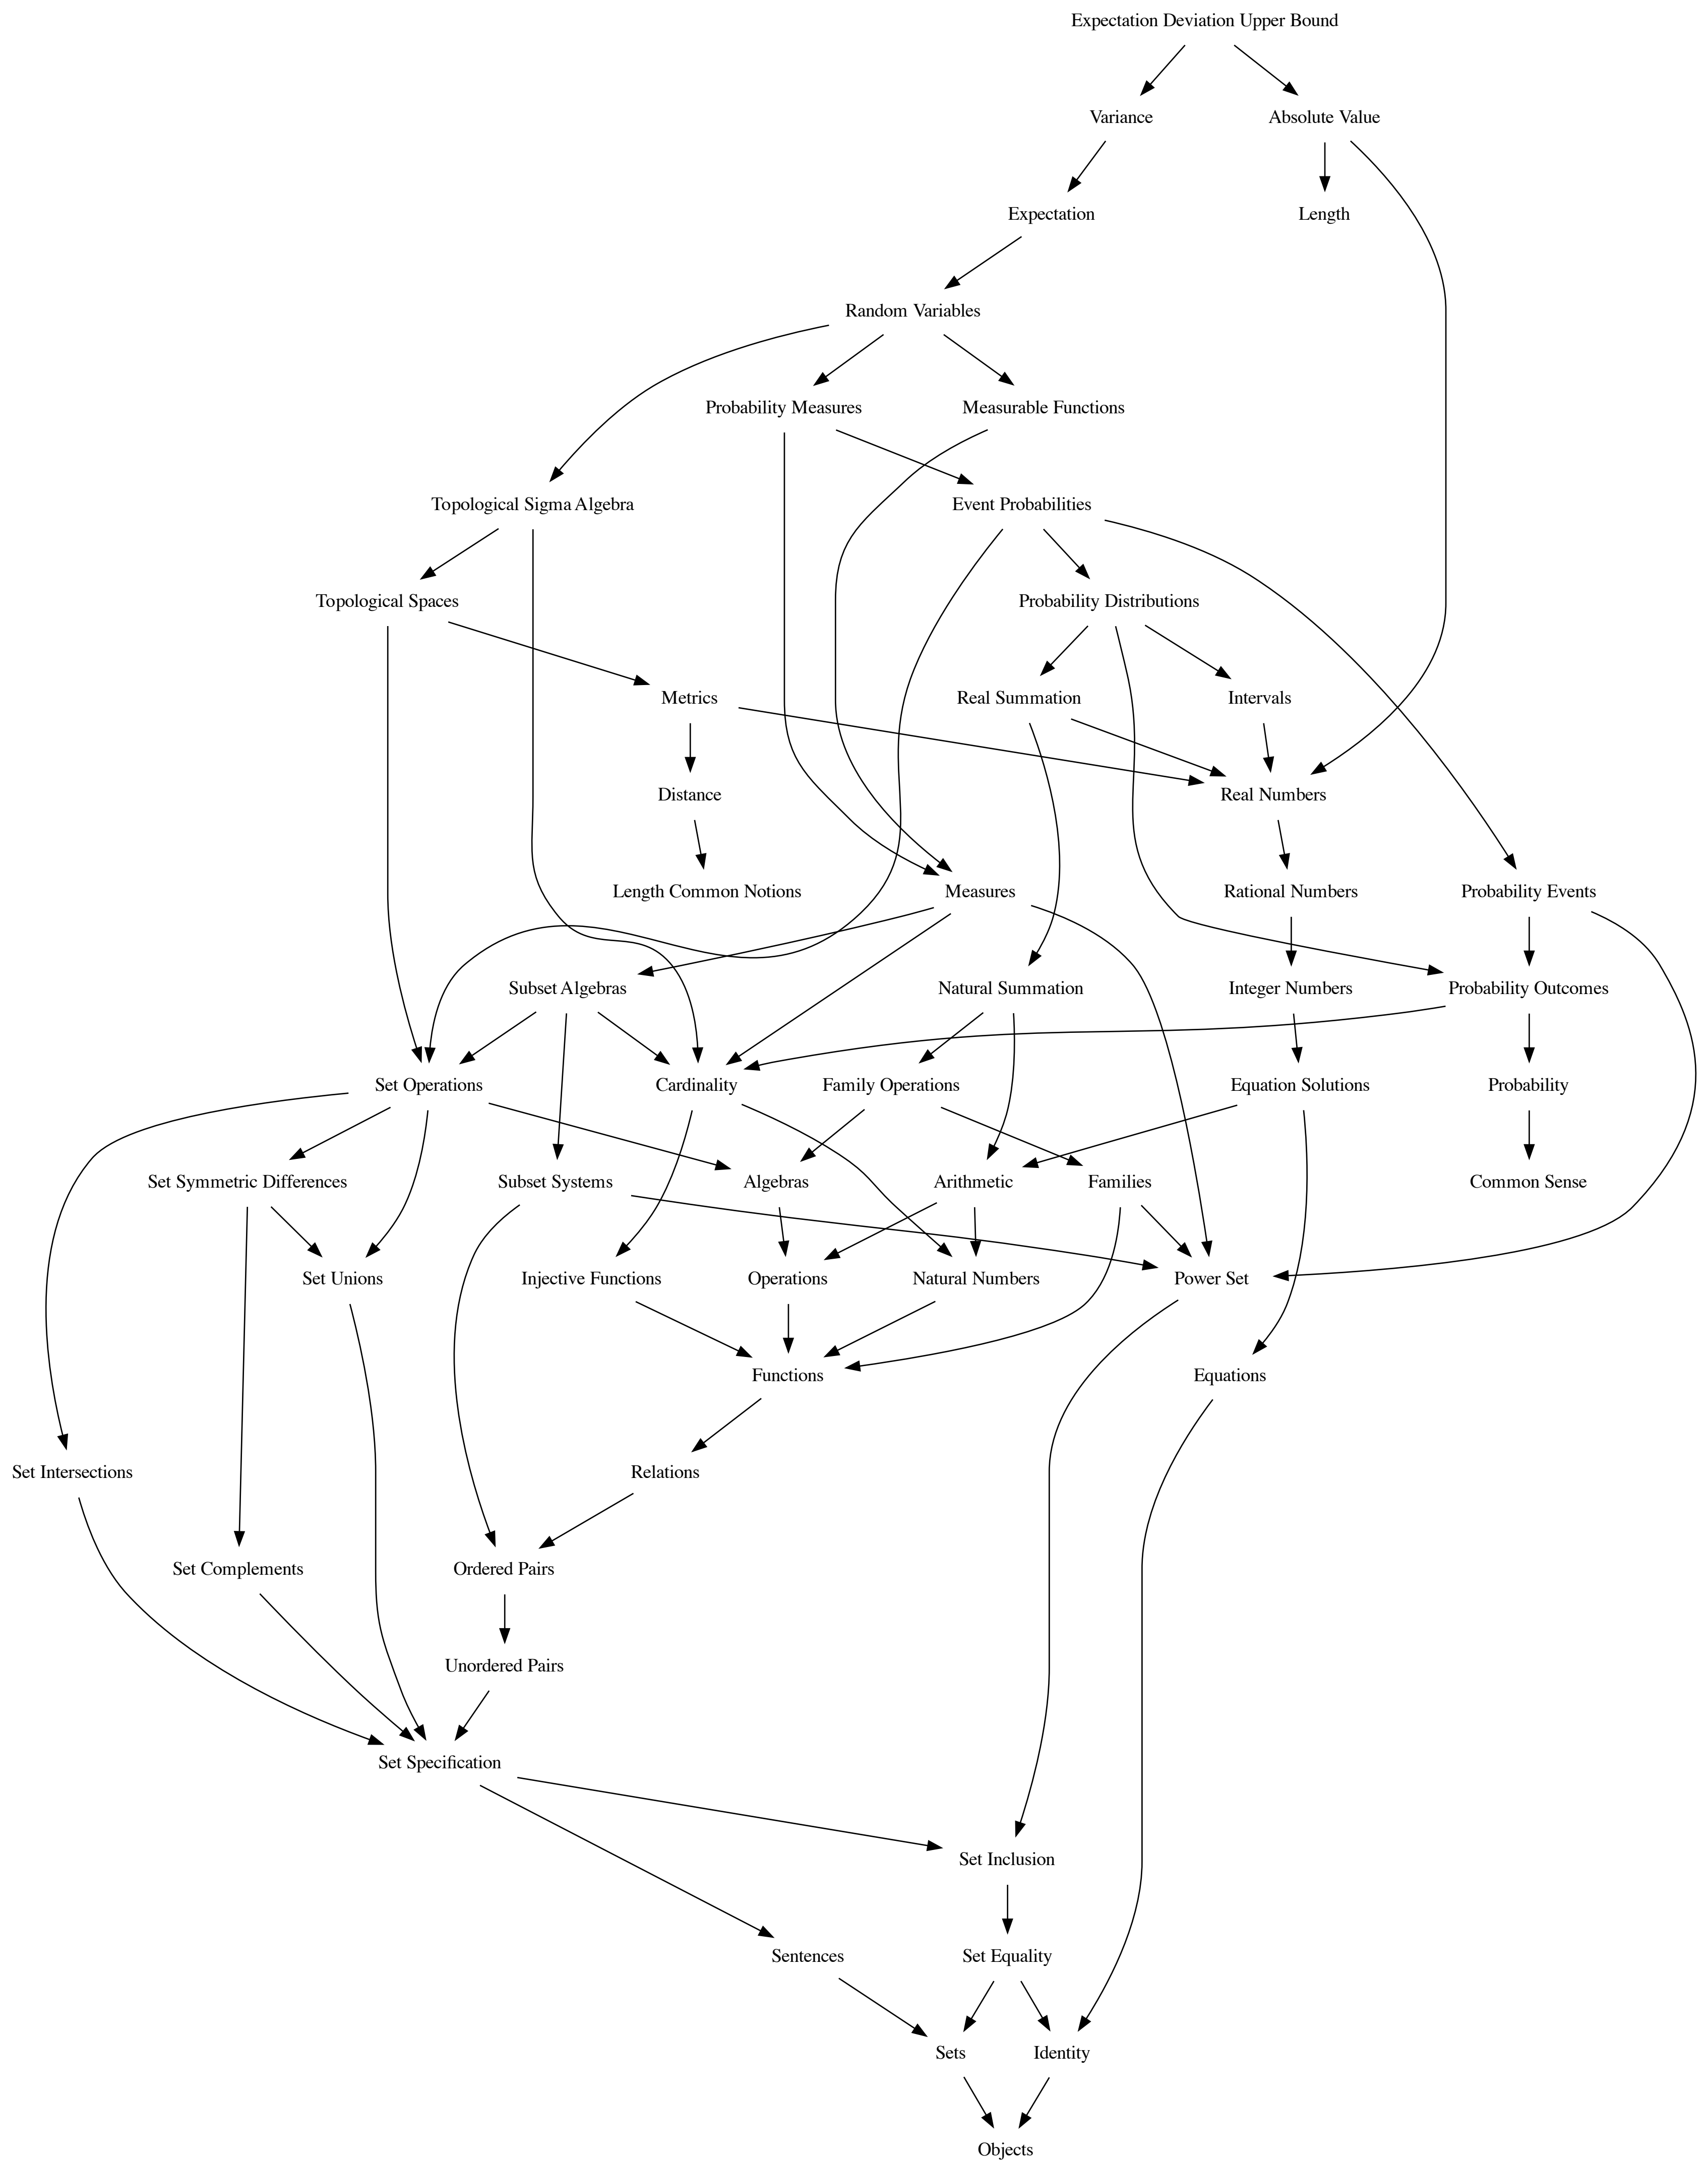 Expectation Deviation Upper Bound
Variance
Absolute Value
Expectation
Length
Random Variables
Probability Measures
Measurable Functions
Topological Sigma Algebra
Event Probabilities
Topological Spaces
Probability Distributions
Metrics
Real Summation
Intervals
Distance
Real Numbers
Length Common Notions
Measures
Rational Numbers
Probability Events
Subset Algebras
Natural Summation
Integer Numbers
Probability Outcomes
Set Operations
Cardinality
Family Operations
Equation Solutions
Probability
Set Symmetric Differences
Subset Systems
Algebras
Arithmetic
Families
Common Sense
Set Unions
Injective Functions
Operations
Natural Numbers
Power Set
Functions
Equations
Set Intersections
Relations
Set Complements
Ordered Pairs
Unordered Pairs
Set Specification
Set Inclusion
Sentences
Set Equality
Sets
Identity
Objects